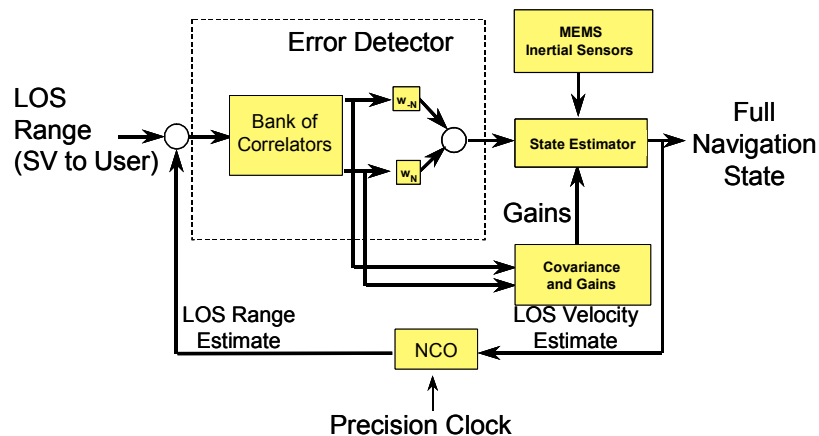 Error Detector
MEMS
Inertial Sensors
LOS
Range
(SV to User)
Bank of
Correlators
w-N
wN
State Estimator
Full
Navigation
State
Gains
Covariance
and Gains
LOS Range
Estimate
LOS Velocity
Estimate
NCO
Precision Clock